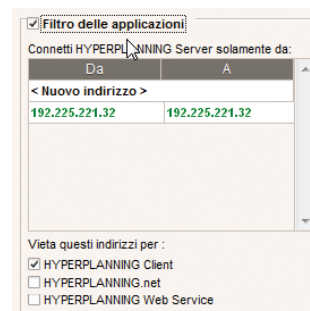 Filtro delle applicazioni
Connetti HYPERPLANNING Server solamente da:
Da A
< Nuovo indirizzo >
192.225.221.32 192.225.221.32
Vieta questi indirizzi per :
HYPERPLANNING Client
HYPERPLANNING.net
HYPERPLANNING Web Service